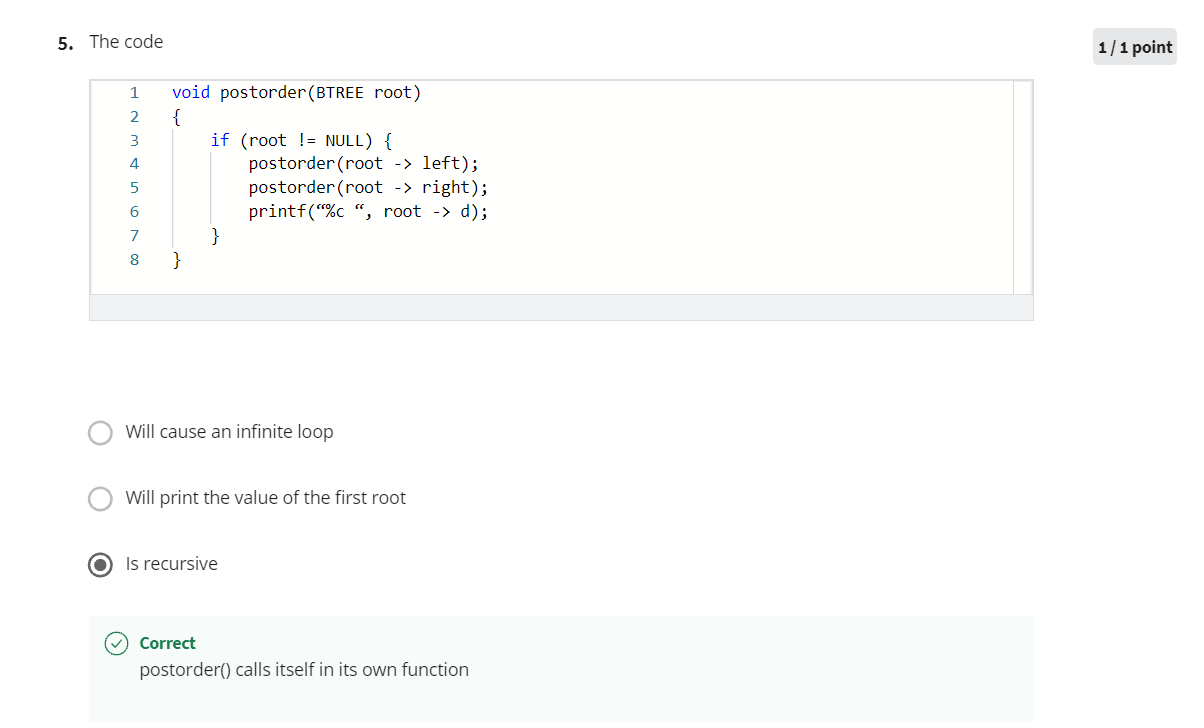 5. The code
1 / 1 point
1 void postorder(BTREE root)
2 {
3     if (root != NULL) {
4         postorder(root -> left);
5         postorder(root -> right);
6         printf(“%c “, root -> d);
7     }
8 }
Will cause an infinite loop
Will print the value of the first root
Is recursive
Correct
postorder() calls itself in its own function